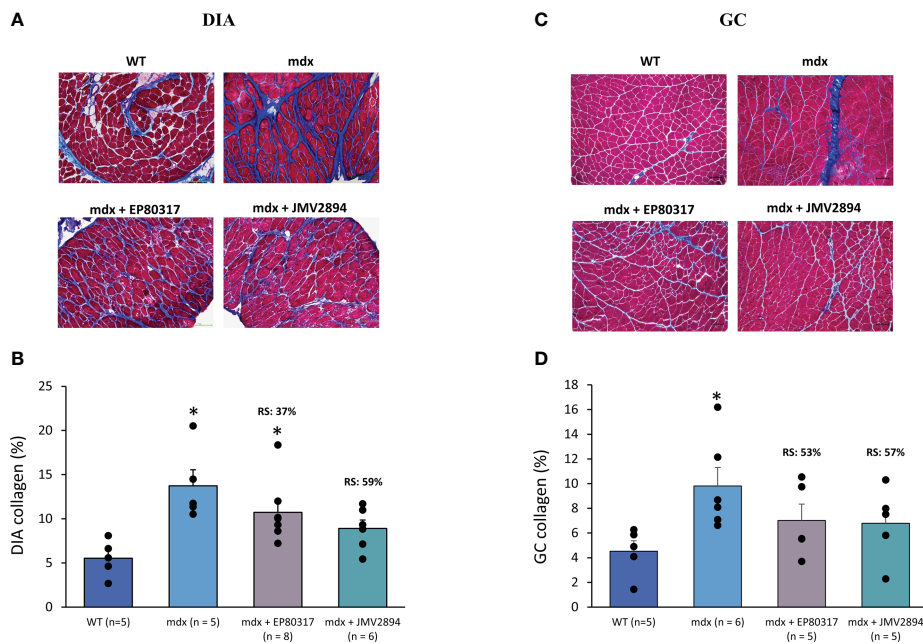 A DIA
WT mdx
mdx + EP80317 mdx + JMV2894
B
DIA collagen (%)
25
20
15
10
5
0
*
RS: 37%
*
RS: 59%
WT (n=5) mdx (n = 5) mdx + EP80317 mdx + JMV2894
(n = 8) (n = 6)
C GC
WT mdx
mdx + EP80317 mdx + JMV2894
D
GC collagen (%)
18
16
14
12
10
8
6
4
2
0
*
RS: 53% RS: 57%
WT (n=5) mdx (n = 6) mdx + EP80317 mdx + JMV2894
(n = 5) (n = 5)